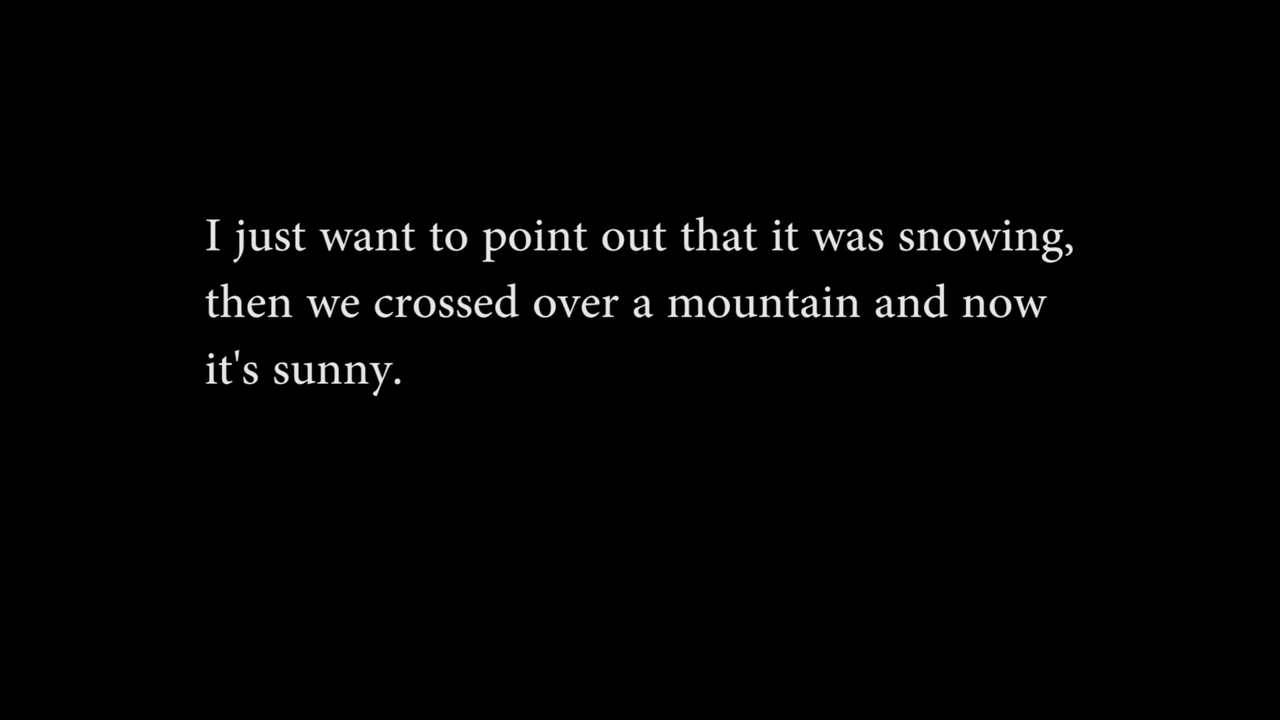 I just want to point out that it was snowing,
then we crossed over a mountain and now
it's sunny.